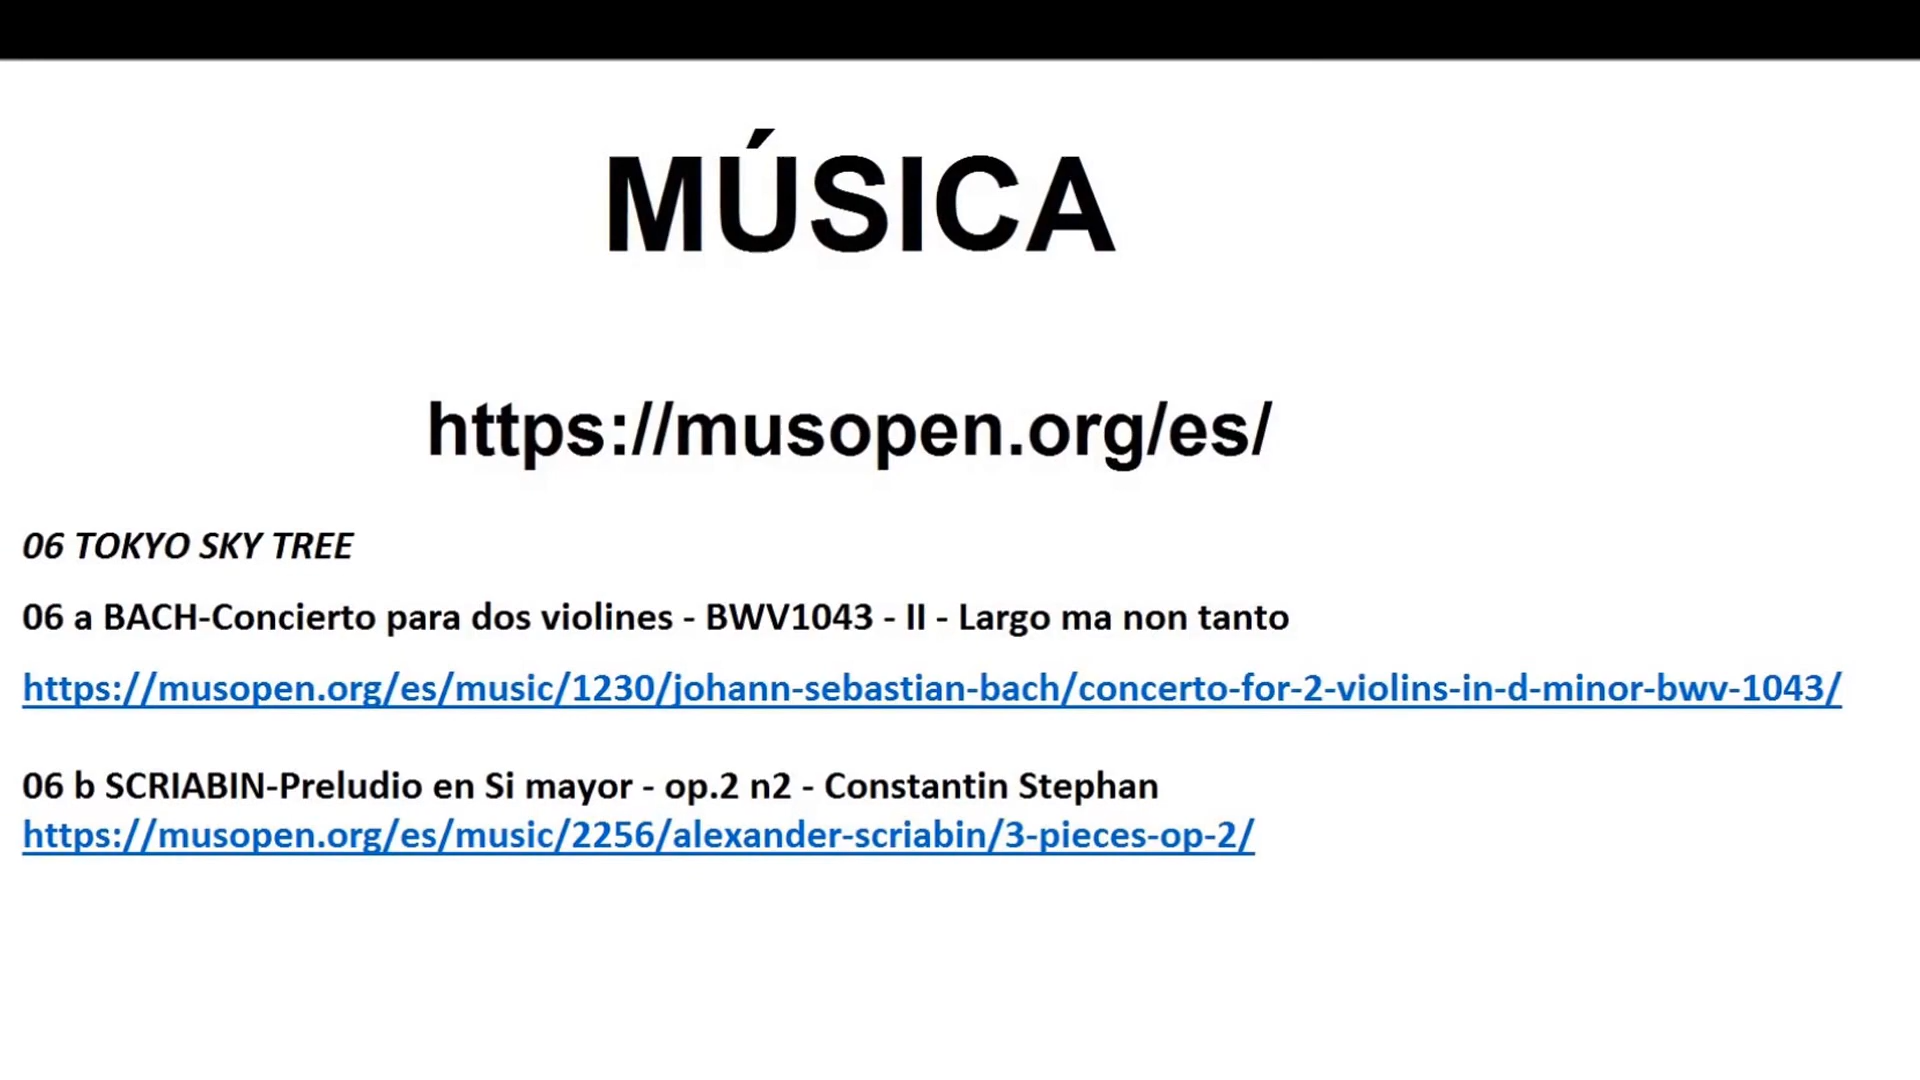 MÚSICA
https://musopen.org/es/
06 TOKYO SKY TREE
06 a BACH-Concierto para dos violines - BWV1043 - II - Largo ma non tanto
https://musopen.org/es/music/1230/johann-sebastian-bach/concerto-for-2-violins-in-d-minor-bwv-1043/
06 b SCRIABIN-Preludio en Si mayor - op.2 n2 - Constantin Stephan
https://musopen.org/es/music/2256/alexander-scriabin/3-pieces-op-2/